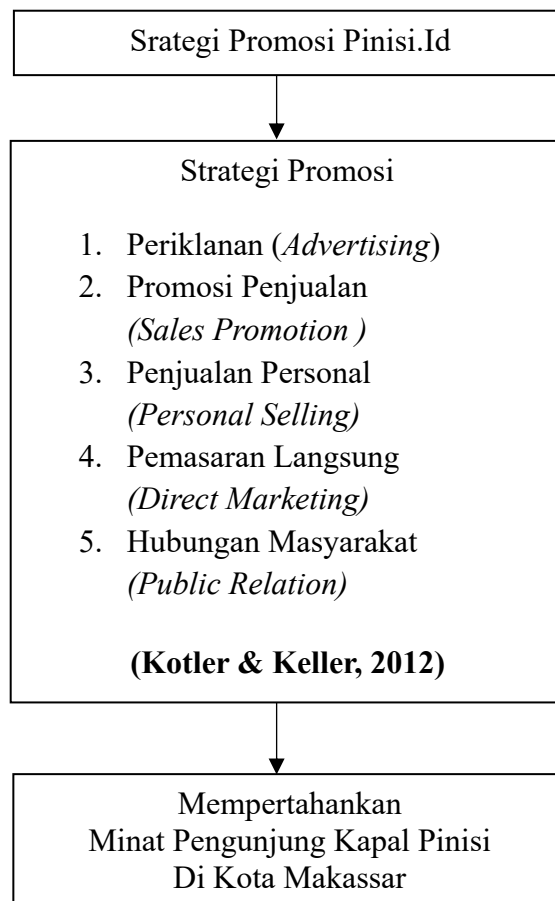 Srategi Promosi Pinisi.Id
Strategi Promosi
1. Periklanan (Advertising)
2. Promosi Penjualan
(Sales Promotion )
3. Penjualan Personal
(Personal Selling)
4. Pemasaran Langsung
(Direct Marketing)
5. Hubungan Masyarakat
(Public Relation)
(Kotler & Keller, 2012)
Mempertahankan
Minat Pengunjung Kapal Pinisi
Di Kota Makassar